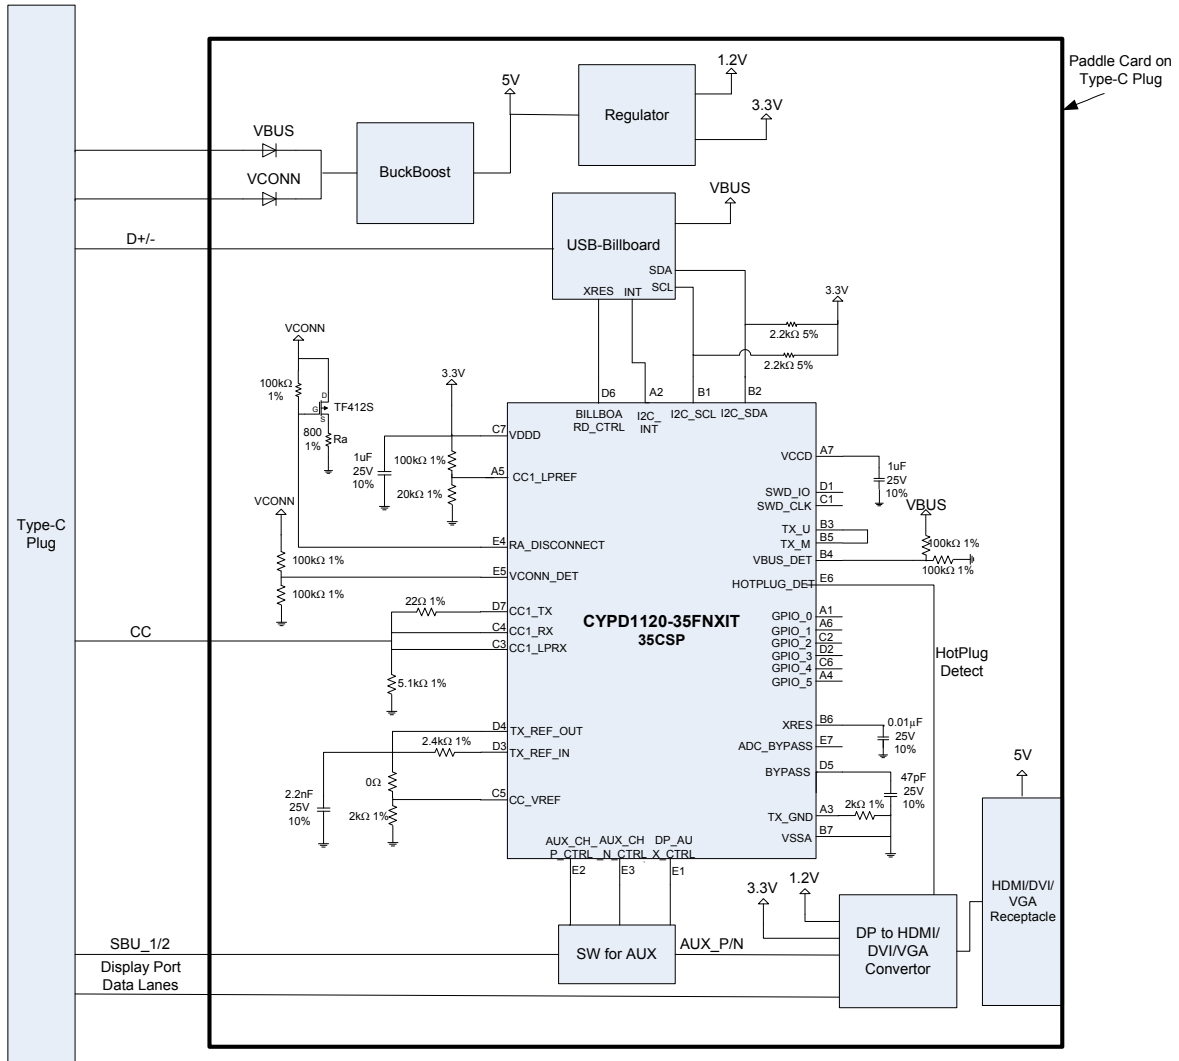 Paddle Card on
Type-C Plug
1.2V
5V
Regulator
3.3V
VBUS
BuckBoost
VCONN
VBUS
D+/-
USB-Billboard
SDA
SCL
XRES
INT
3.3V
2.2kΩ 5%
2.2kΩ 5%
VCONN
100kΩ
1%
D
G
S
TF412S
800
1%
Ra
3.3V
D6
A2
B1
B2
BILLBOA
RD_CTRL
I2C_
INT
I2C_SCL
I2C_SDA
C7
VDDD
1uF
25V
10%
100kΩ 1%
A5
CC1_LPREF
20kΩ 1%
VCCD
A7
1uF
25V
10%
SWD_IO
D1
SWD_CLK
C1
VBUS
TX_U
B3
TX_M
B5
VBUS_DET
B4
100kΩ 1%
100kΩ 1%
HOTPLUG_DET
E6
VCONN
E4
RA_DISCONNECT
100kΩ 1%
E5
VCONN_DET
100kΩ 1%
Type-C
Plug
22Ω 1%
D7
CC1_TX
C4
CC1_RX
C3
CC1_LPRX
CC
5.1kΩ 1%
CYPD1120-35FNXIT
35CSP
GPIO_0
A1
GPIO_1
A6
GPIO_2
C2
GPIO_3
D2
GPIO_4
C6
GPIO_5
A4
HotPlug
Detect
D4
TX_REF_OUT
2.4kΩ 1%
D3
TX_REF_IN
0Ω
2.2nF
25V
10%
C5
CC_VREF
2kΩ 1%
XRES
B6
0.01µF
25V
10%
ADC_BYPASS
E7
BYPASS
D5
47pF
25V
10%
TX_GND
A3
2kΩ 1%
VSSA
B7
5V
AUX_CH_
P_CTRL
AUX_CH
_N_CTRL
DP_AU
X_CTRL
E2
E3
E1
3.3V
1.2V
HDMI/DVI/
VGA
Receptacle
SBU_1/2
SW for AUX
AUX_P/N
DP to HDMI/
DVI/VGA
Convertor
Display Port
Data Lanes